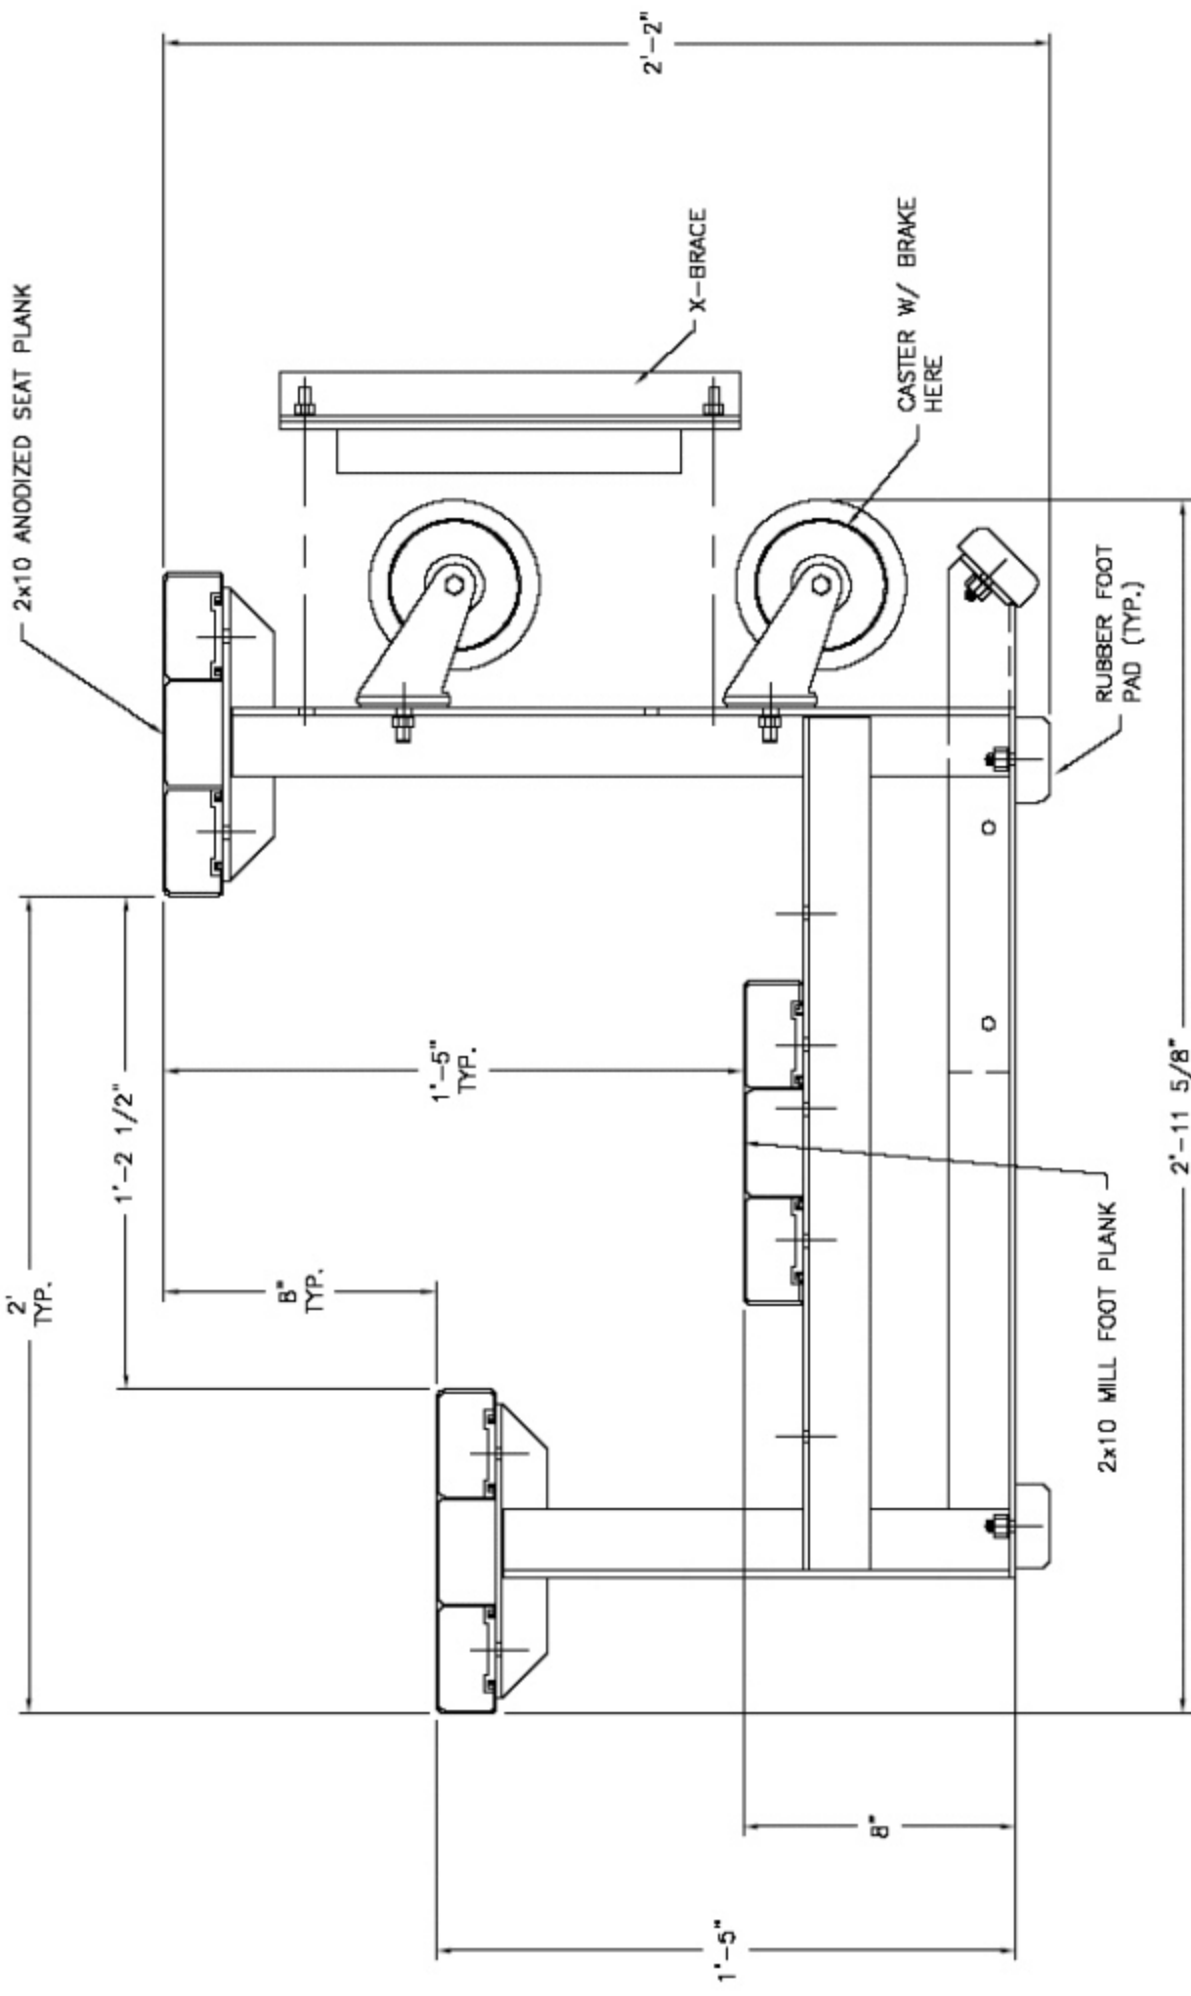 2'
TYP.
1'-2 1/2"
2x10 ANODIZED SEAT PLANK
8"
TYP.
1'-5"
TYP.
2'-2"
X-BRACE
CASTER W/ BRAKE
HERE
RUBBER FOOT
PAD (TYP.)
2x10 MILL FOOT PLANK
1'-5"
8"
2'-11 5/8"